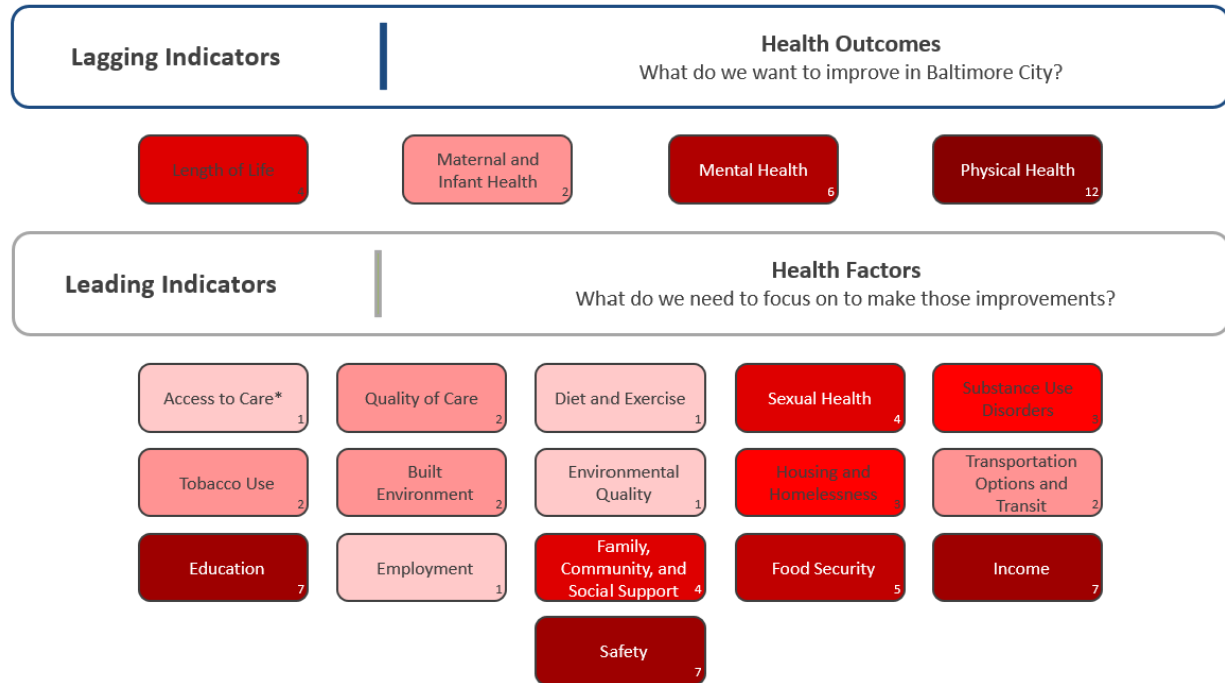 Lagging Indicators
Health Outcomes
What do we want to improve in Baltimore City?
Length of Life
4
Maternal and
Infant Health
2
Mental Health
6
Physical Health
12
Leading Indicators
Health Factors
What do we need to focus on to make those improvements?
Access to Care*
1
Quality of Care
2
Diet and Exercise
1
Sexual Health
4
Substance Use
Disorders
3
Tobacco Use
2
Built
Environment
2
Environmental
Quality
1
Housing and
Homelessness
3
Transportation
Options and
Transit
2
Education
7
Employment
1
Family,
Community, and
Social Support
4
Food Security
5
Income
7
Safety
7